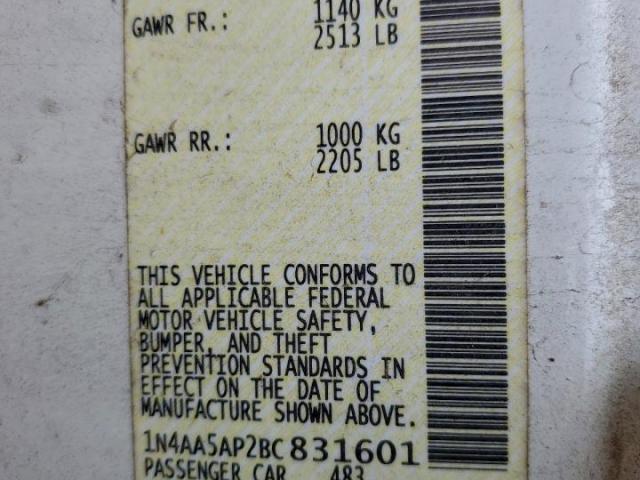 GAWR FR.: 1140 KG
2513 LB
GAWR RR.: 1000 KG
2205 LB
THIS VEHICLE CONFORMS TO
ALL APPLICABLE FEDERAL
MOTOR VEHICLE SAFETY,
BUMPER, AND THEFT
PREVENTION STANDARDS IN
EFFECT ON THE DATE OF
MANUFACTURE SHOWN ABOVE.
1N4AA5AP2BC831601
PASSENGER CAR 483